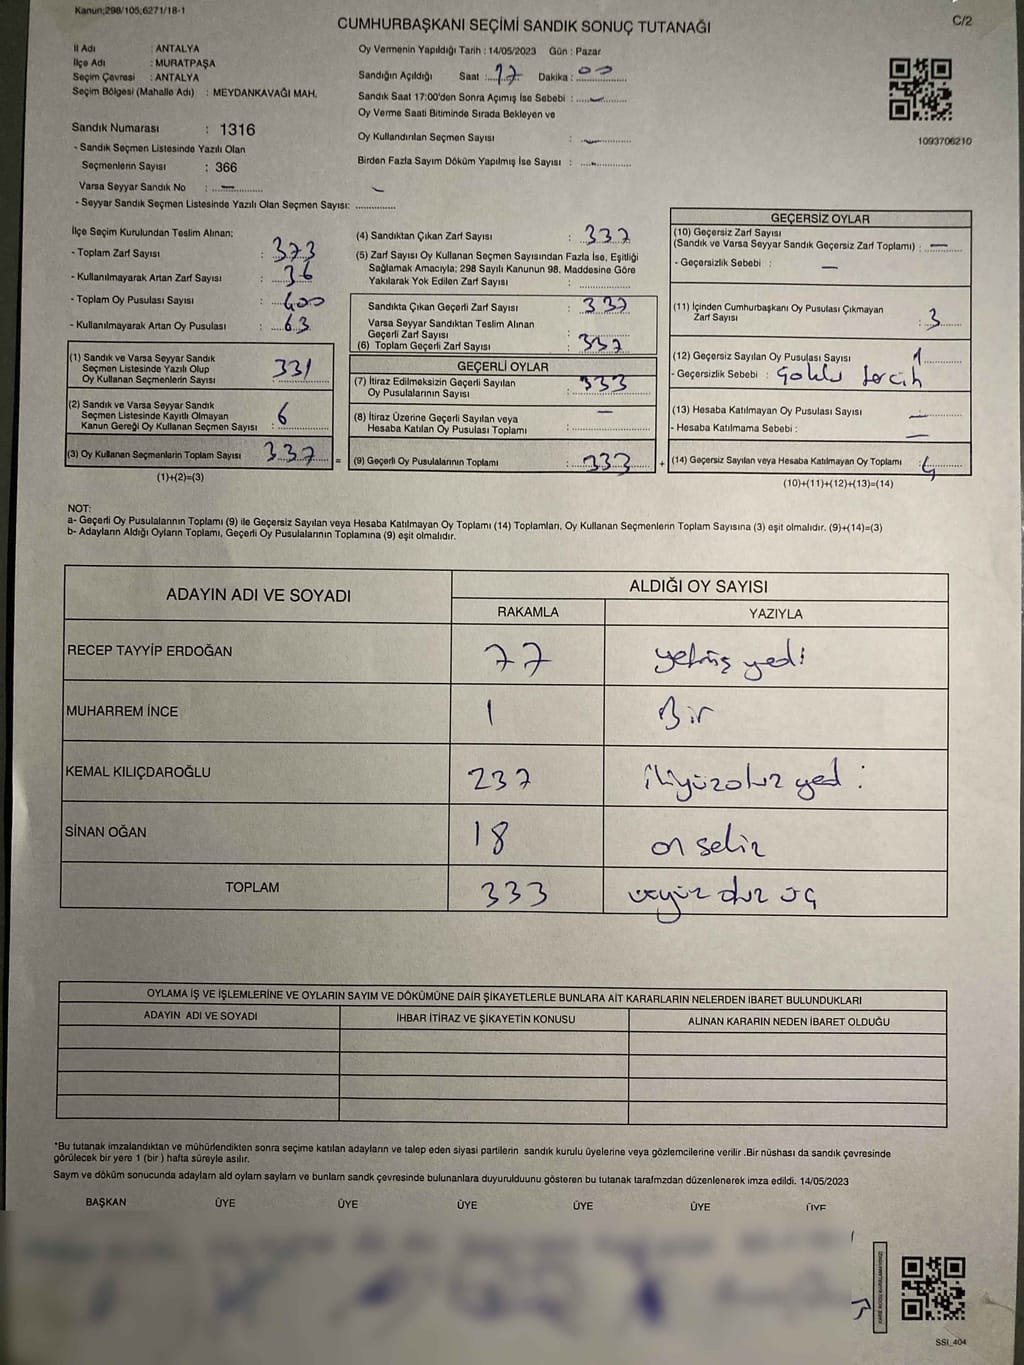 Kanun;298/105;6271/18-1
C/2
CUMHURBAŞKANI SEÇİMİ SANDIK SONUÇ TUTANAĞI
İl Adı : ANTALYA
İlçe Adı : MURATPAŞA
Seçim Çevresi : ANTALYA
Seçim Bölgesi (Mahalle Adı) : MEYDANKAVAĞI MAH.
Oy Vermenin Yapıldığı Tarih : 14/05/2023 Gün : Pazar
Sandığın Açıldığı Saat : 17 Dakika : 00
Sandık Saat 17:00'den Sonra Açımış İse Sebebi : —
Oy Verme Saati Bitiminde Sırada Bekleyen ve
Oy Kullandırılan Seçmen Sayısı : —
Birden Fazla Sayım Döküm Yapılmış İse Sayısı : —
1093706210
Sandık Numarası : 1316
- Sandık Seçmen Listesinde Yazılı Olan
Seçmenlerin Sayısı : 366
Varsa Seyyar Sandık No : —
- Seyyar Sandık Seçmen Listesinde Yazılı Olan Seçmen Sayısı: —
İlçe Seçim Kurulundan Teslim Alınan;
- Toplam Zarf Sayısı : 373
- Kullanılmayarak Artan Zarf Sayısı : 36
- Toplam Oy Pusulası Sayısı : 400
- Kullanılmayarak Artan Oy Pusulası : 63
(1) Sandık ve Varsa Seyyar Sandık
Seçmen Listesinde Yazılı Olup
Oy Kullanan Seçmenlerin Sayısı : 331
(2) Sandık ve Varsa Seyyar Sandık
Seçmen Listesinde Kayıtlı Olmayan
Kanun Gereği Oy Kullanan Seçmen Sayısı : 6
(3) Oy Kullanan Seçmenlerin Toplam Sayısı 337 =
(1)+(2)=(3)
(4) Sandıktan Çıkan Zarf Sayısı : 337
(5) Zarf Sayısı Oy Kullanan Seçmen Sayısından Fazla İse, Eşitliği
Sağlamak Amacıyla; 298 Sayılı Kanunun 98. Maddesine Göre
Yakılarak Yok Edilen Zarf Sayısı :
Sandıkta Çıkan Geçerli Zarf Sayısı : 337
Varsa Seyyar Sandıktan Teslim Alınan
Geçerli Zarf Sayısı :
(6) Toplam Geçerli Zarf Sayısı : 337
GEÇERLİ OYLAR
(7) İtiraz Edilmeksizin Geçerli Sayılan
Oy Pusulalarının Sayısı : 333
(8) İtiraz Üzerine Geçerli Sayılan veya
Hesaba Katılan Oy Pusulası Toplamı : —
(9) Geçerli Oy Pusulalarının Toplamı : 333 +
GEÇERSİZ OYLAR
(10) Geçersiz Zarf Sayısı
(Sandık ve Varsa Seyyar Sandık Geçersiz Zarf Toplamı) : —
- Geçersizlik Sebebi : —
(11) İçinden Cumhurbaşkanı Oy Pusulası Çıkmayan
Zarf Sayısı : 3
(12) Geçersiz Sayılan Oy Pusulası Sayısı : 1
- Geçersizlik Sebebi : Çoklu tercih
(13) Hesaba Katılmayan Oy Pusulası Sayısı : —
- Hesaba Katılmama Sebebi : —
(14) Geçersiz Sayılan veya Hesaba Katılmayan Oy Toplamı : 4
(10)+(11)+(12)+(13)=(14)
NOT:
a- Geçerli Oy Pusulalarının Toplamı (9) ile Geçersiz Sayılan veya Hesaba Katılmayan Oy Toplamı (14) Toplamları, Oy Kullanan Seçmenlerin Toplam Sayısına (3) eşit olmalıdır. (9)+(14)=(3)
b- Adayların Aldığı Oyların Toplamı, Geçerli Oy Pusulalarının Toplamına (9) eşit olmalıdır.
ADAYIN ADI VE SOYADI
ALDIĞI OY SAYISI
RAKAMLA YAZIYLA
RECEP TAYYİP ERDOĞAN 77 yetmiş yedi
MUHARREM İNCE 1 Bir
KEMAL KILIÇDAROĞLU 237 ikiyüzotuz yedi
SİNAN OĞAN 18 on sekiz
TOPLAM 333 üçyüz otuz üç
OYLAMA İŞ VE İŞLEMLERİNE VE OYLARIN SAYIM VE DÖKÜMÜNE DAİR ŞİKAYETLERLE BUNLARA AİT KARARLARIN NELERDEN İBARET BULUNDUKLARI
ADAYIN ADI VE SOYADI İHBAR İTİRAZ VE ŞİKAYETİN KONUSU ALINAN KARARIN NEDEN İBARET OLDUĞU
*Bu tutanak imzalandıktan ve mühürlendikten sonra seçime katılan adayların ve talep eden siyasi partilerin sandık kurulu üyelerine veya gözlemcilerine verilir .Bir nüshası da sandık çevresinde
görülecek bir yere 1 (bir ) hafta süreyle asılır.
Saym ve döküm sonucunda adaylarn ald oylarn saylarn ve bunlarn sandk çevresinde bulunanlara duyurulduunu gösteren bu tutanak tarafmzdan düzenlenerek imza edildi. 14/05/2023
BAŞKAN ÜYE ÜYE ÜYE ÜYE ÜYE ÜYE
SSİ_404